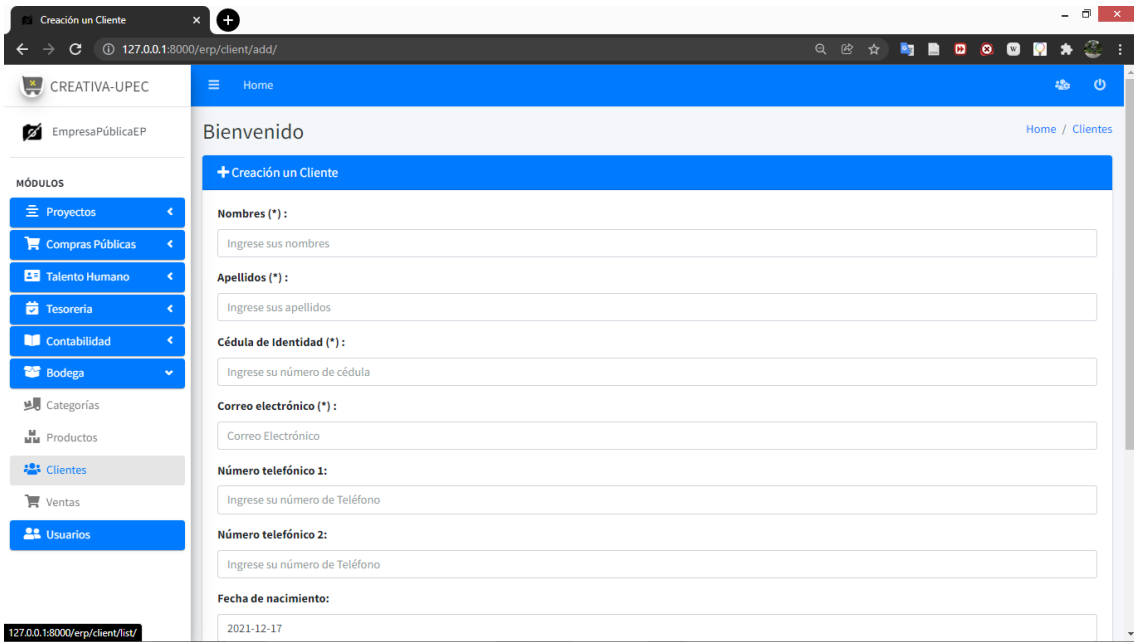 Creación un Cliente
127.0.0.1:8000/erp/client/add/
CREATIVA-UPEC
Home
EmpresaPúblicaEP
Bienvenido
Home / Clientes
MÓDULOS
Proyectos
Compras Públicas
Talento Humano
Tesoreria
Contabilidad
Bodega
Categorías
Productos
Clientes
Ventas
Usuarios
Creación un Cliente
Nombres (*) :
Ingrese sus nombres
Apellidos (*) :
Ingrese sus apellidos
Cédula de Identidad (*) :
Ingrese su número de cédula
Correo electrónico (*) :
Correo Electrónico
Número telefónico 1:
Ingrese su número de Teléfono
Número telefónico 2:
Ingrese su número de Teléfono
Fecha de nacimiento:
2021-12-17
127.0.0.1:8000/erp/client/list/